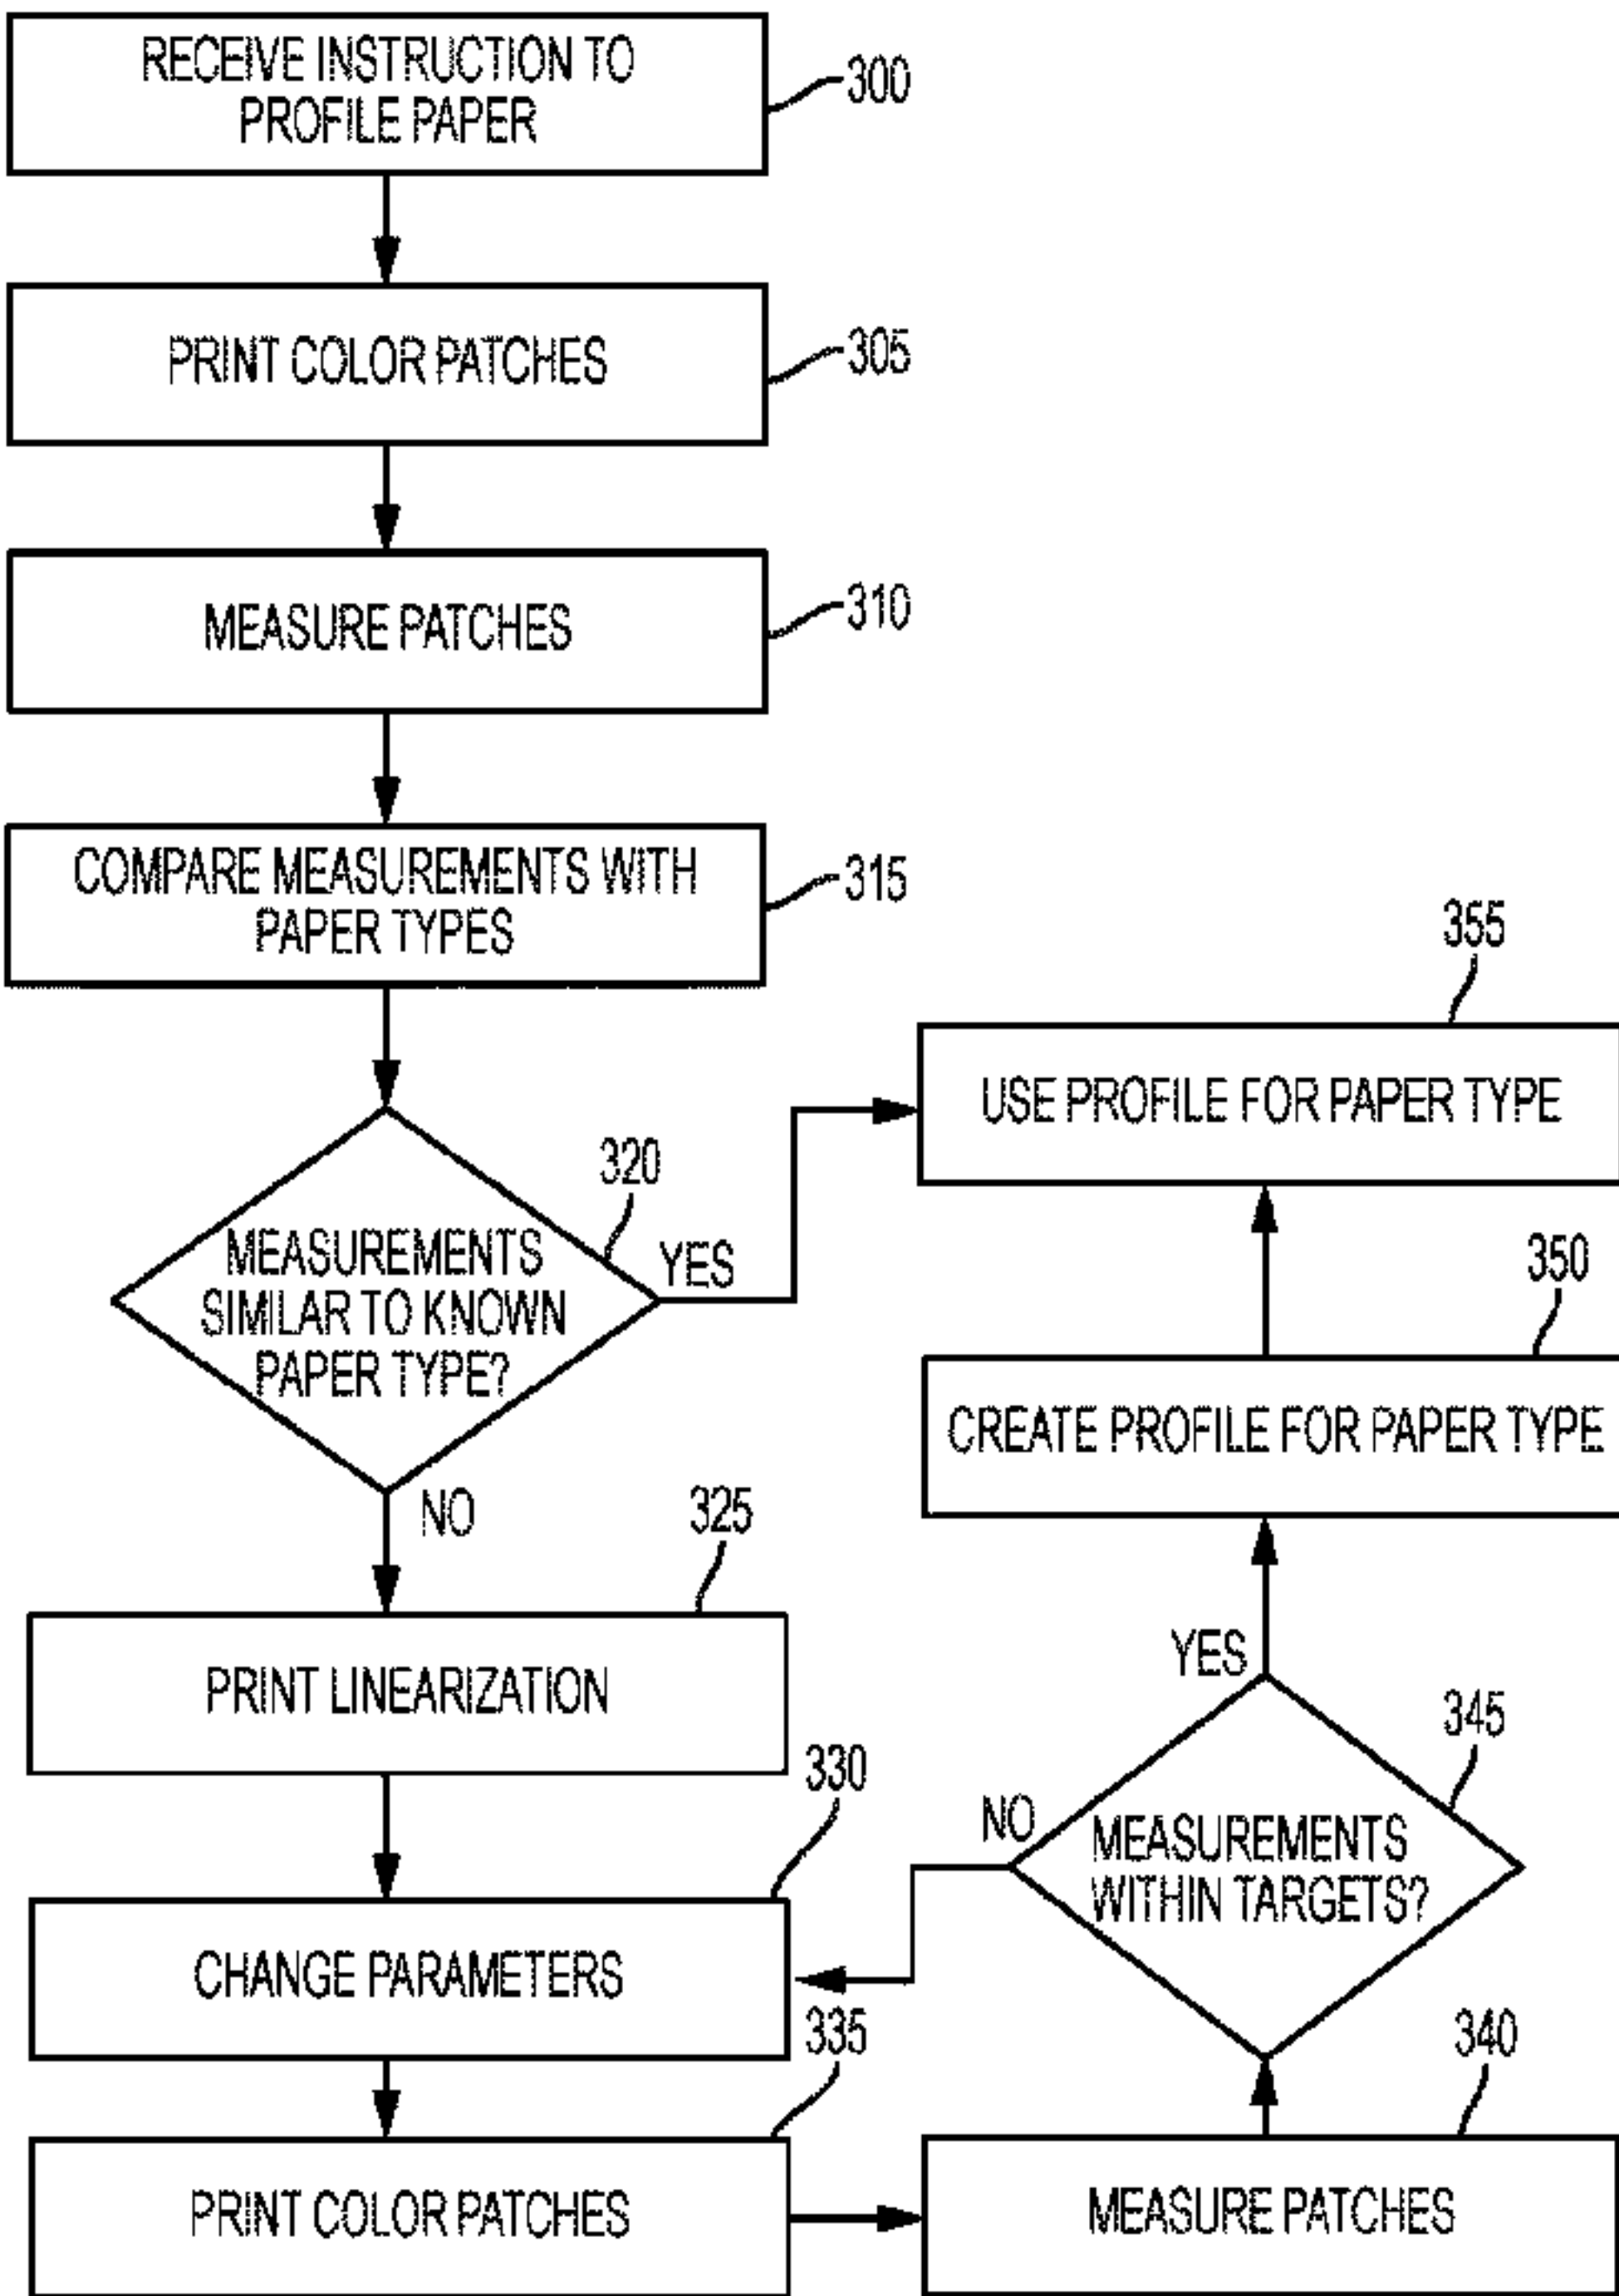 RECEIVE INSTRUCTION TO
PROFILE PAPER
300
PRINT COLOR PATCHES
305
MEASURE PATCHES
310
COMPARE MEASUREMENTS WITH
PAPER TYPES
315
MEASUREMENTS
SIMILAR TO KNOWN
PAPER TYPE?
320
YES
NO
325
PRINT LINEARIZATION
330
CHANGE PARAMETERS
335
PRINT COLOR PATCHES
340
MEASURE PATCHES
345
MEASUREMENTS
WITHIN TARGETS?
NO
YES
350
CREATE PROFILE FOR PAPER TYPE
355
USE PROFILE FOR PAPER TYPE